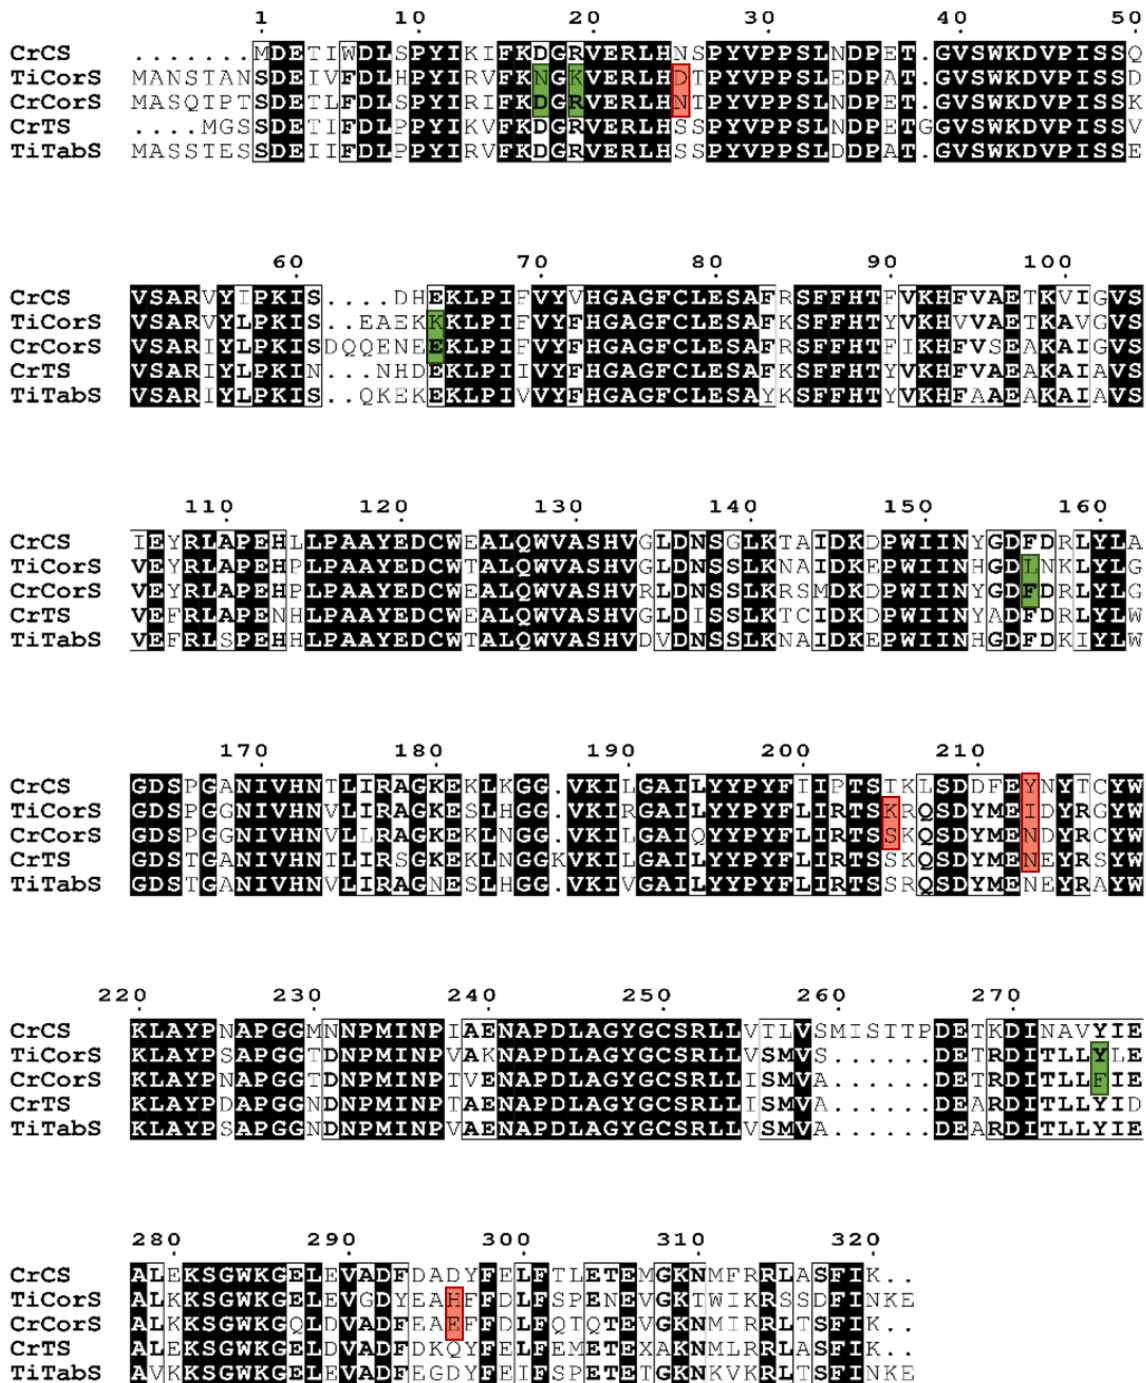 1 10 20 30 40 50
CrCS .......MDETIWDLSPYIKIFKDGRVERLHNSPYVPPSLNDPET.GVSWKDVPISSQ
TiCorS MANSTANSDEIVFDLHPYIRVFKNGKVERLHDTPYVPPSLEDPAT.GVSWKDVPISSD
CrCorS MASQTPTSDETLFDLSPYIRIFKDGRVERLHNTPYVPPSLNDPET.GVSWKDVPISSK
CrTS ....MGSSDETIFDLPPYIKVFKDGRVERLHSSPYVPPSLNDPETGGVSWKDVPISSV
TiTabS MASSTESSDEIIFDLPPYIRVFKDGRVERLHSSPYVPPSLDDPAT.GVSWKDVPISSE
60 70 80 90 100
CrCS VSARVYIPKIS....DHEKLPIFVYVHGAGFCLESAFRSFFHTFVKHFVAETKVIGVS
TiCorS VSARVYLPKIS..EAEKKKLPIFVYFHGAGFCLESAFKSFFHTYVKHVVAETKAVGVS
CrCorS VSARIYLPKISDQQENEEKLPIFVYFHGAGFCLESAFRSFFHTFIKHFVSEAKAIGVS
CrTS VSARIYLPKIN...NHDEKLPIIVYFHGAGFCLESAFKSFFHTYVKHFVAEAKAIAVS
TiTabS VSARIYLPKIS..QKEKEKLPIVVYFHGAGFCLESAYKSFFHTYVKHFAAEAKAIAVS
110 120 130 140 150 160
CrCS IEYRLAPEHLLPAAYEDCWEALQWVASHVGLDNSGLKTAIDKDPWIINYGDFDRLYLA
TiCorS VEYRLAPEHPLPAAYEDCWTALQWVASHVGLDNSSLKNAIDKEPWIINHGDLNKLYLG
CrCorS VEYRLAPEHPLPAAYEDCWEALQWVASHVRLDNSSLKRSMDKDPWIINYGDFDRLYLG
CrTS VEFRLAPENHLPAAYEDCWEALQWVASHVGLDISSLKTCIDKDPWIINYADFDRLYLW
TiTabS VEFRLSPEHHLPAAYEDCWTALQWVASHVDVDNSSLKNAIDKEPWIINHGDFDKIYLW
170 180 190 200 210
CrCS GDSPGANIVHNTLIRAGKEKLKGG.VKILGAILYYPYFIIPTSTKLSDDFEYNYTCYW
TiCorS GDSPGGNIVHNVLIRAGKESLHGG.VKIRGAILYYPYFLIRTSKRQSDYMEIDYRGYW
CrCorS GDSPGGNIVHNVLLRAGKEKLNGG.VKILGAIQYYPYFLIRTSSKQSDYMENDYRCYW
CrTS GDSTGANIVHNTLIRSGKEKLNGGKVKILGAILYYPYFLIRTSSKQSDYMENEYRSYW
TiTabS GDSTGANIVHNVLIRAGNESLHGG.VKIVGAILYYPYFLIRTSSRQSDYMENEYRAYW
220 230 240 250 260 270
CrCS KLAYPNAPGGMNNPMINPIAENAPDLAGYGCSRLLVTLVSMISTTPDETKDINAVYIE
TiCorS KLAYPSAPGGTDNPMINPVAKNAPDLAGYGCSRLLVSMVS......DETRDITLLYLE
CrCorS KLAYPNAPGGTDNPMINPTVENAPDLAGYGCSRLLISMVA......DETRDITLLFIE
CrTS KLAYPDAPGGNDNPMINPTAENAPDLAGYGCSRLLISMVA......DEARDITLLYID
TiTabS KLAYPSAPGGNDNPMINPVAENAPDLAGYGCSRLLVSMVA......DEARDITLLYIE
280 290 300 310 320
CrCS ALEKSGWKGELEVADFDADYFELFTLETEMGKNMFRRLASFIK..
TiCorS ALKKSGWKGELEVGDYEAHFFDLFSPENEVGKTWIKRSSDFINKE
CrCorS ALKKSGWKGQLDVADFEAEFFDLFQTQTEVGKNMIRRLTSFIK..
CrTS ALEKSGWKGELEVADFDKQYFELFEMETEXAKNMLRRLASFIK..
TiTabS AVKKSGWKGELEVADFEGDYFEIFSPETETGKNKVKRLTSFINKE